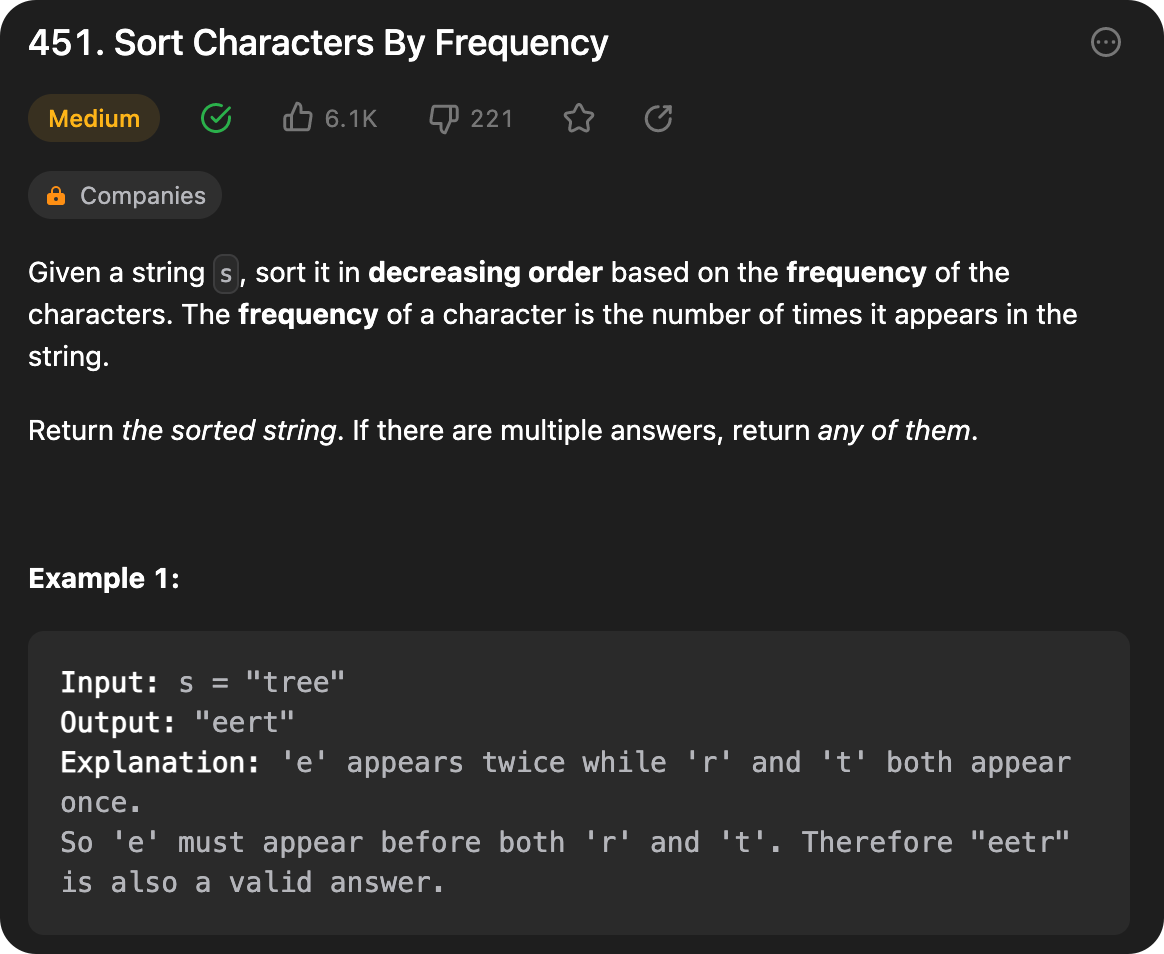 451. Sort Characters By Frequency
Medium 6.1K 221
Companies
Given a string s, sort it in decreasing order based on the frequency of the
characters. The frequency of a character is the number of times it appears in the
string.
Return the sorted string. If there are multiple answers, return any of them.
Example 1:
Input: s = "tree"
Output: "eert"
Explanation: 'e' appears twice while 'r' and 't' both appear
once.
So 'e' must appear before both 'r' and 't'. Therefore "eetr"
is also a valid answer.